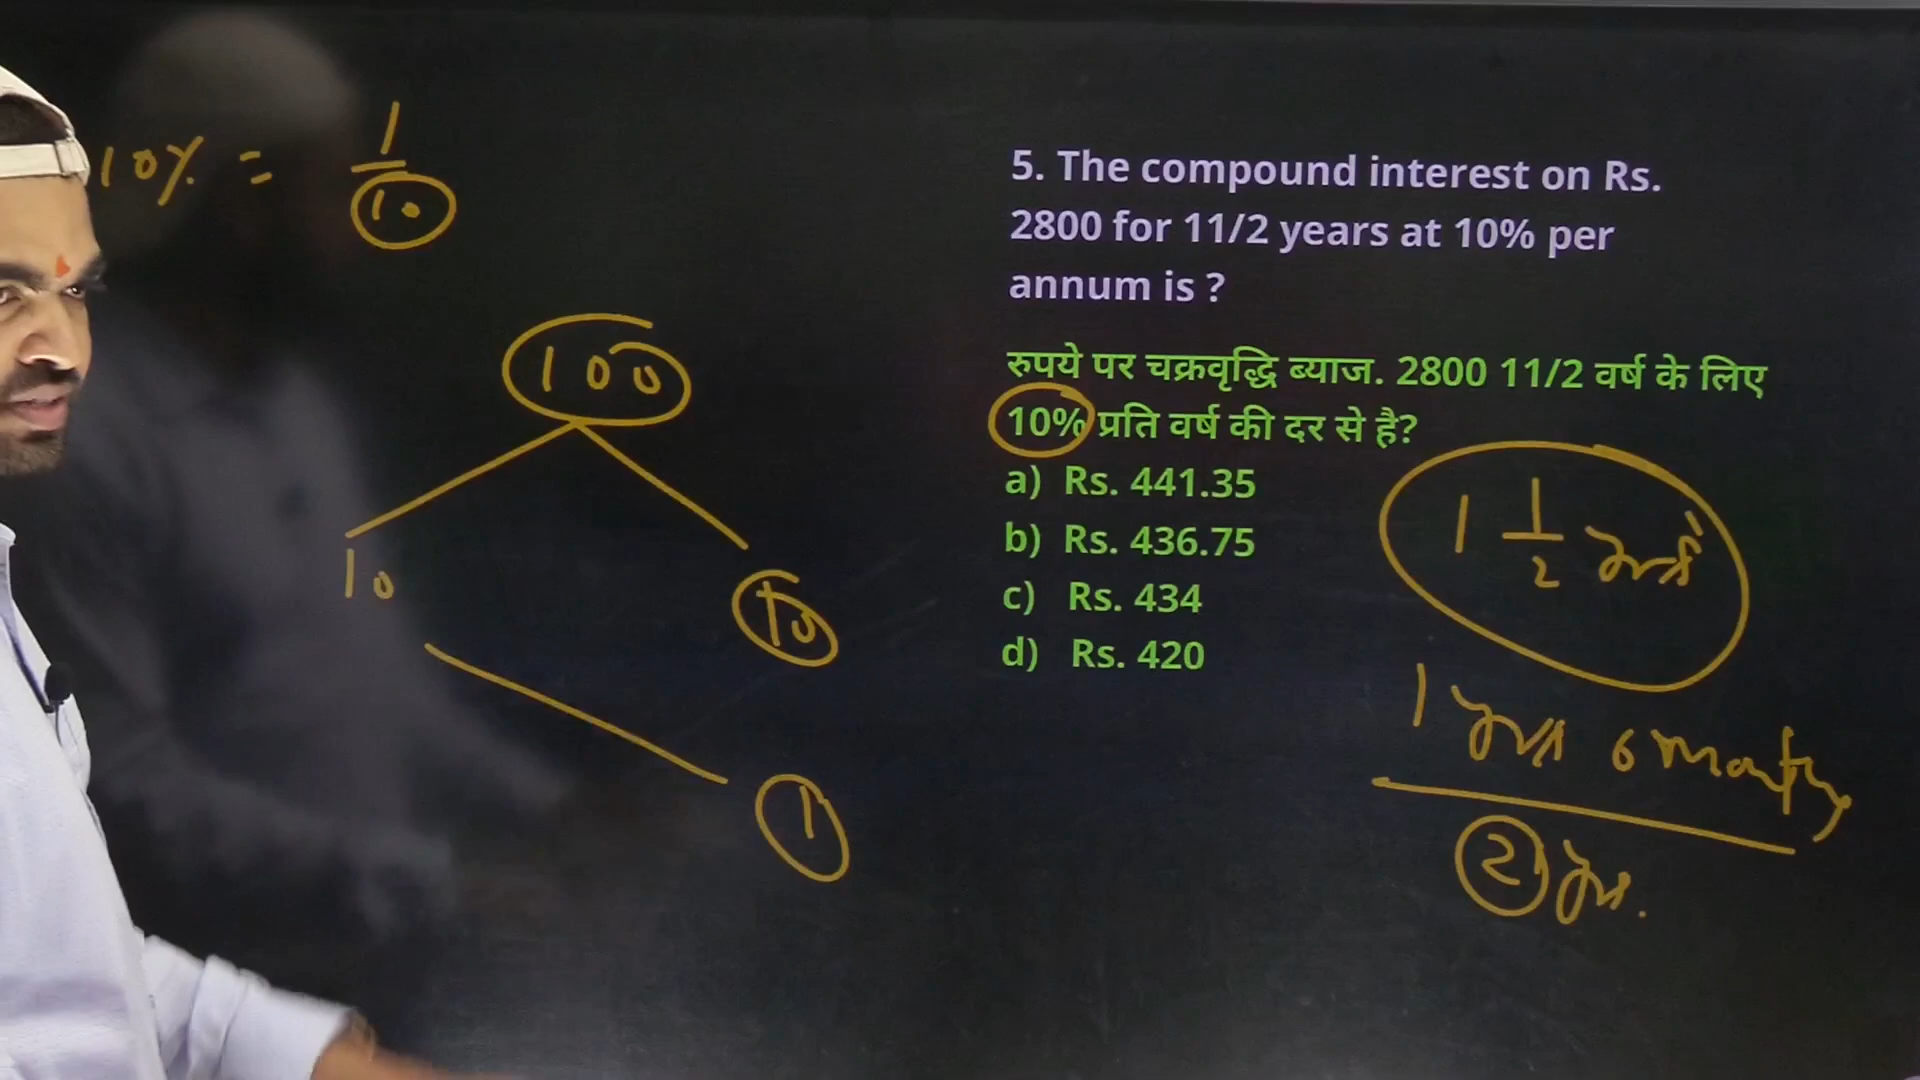 10% = 1/10
100
10 10
1
5. The compound interest on Rs.
2800 for 11/2 years at 10% per
annum is ?
रुपये पर चक्रवृद्धि ब्याज. 2800 11/2 वर्ष के लिए
10% प्रति वर्ष की दर से है?
a) Rs. 441.35
b) Rs. 436.75
c) Rs. 434
d) Rs. 420
1 1/2
1 6 month
2